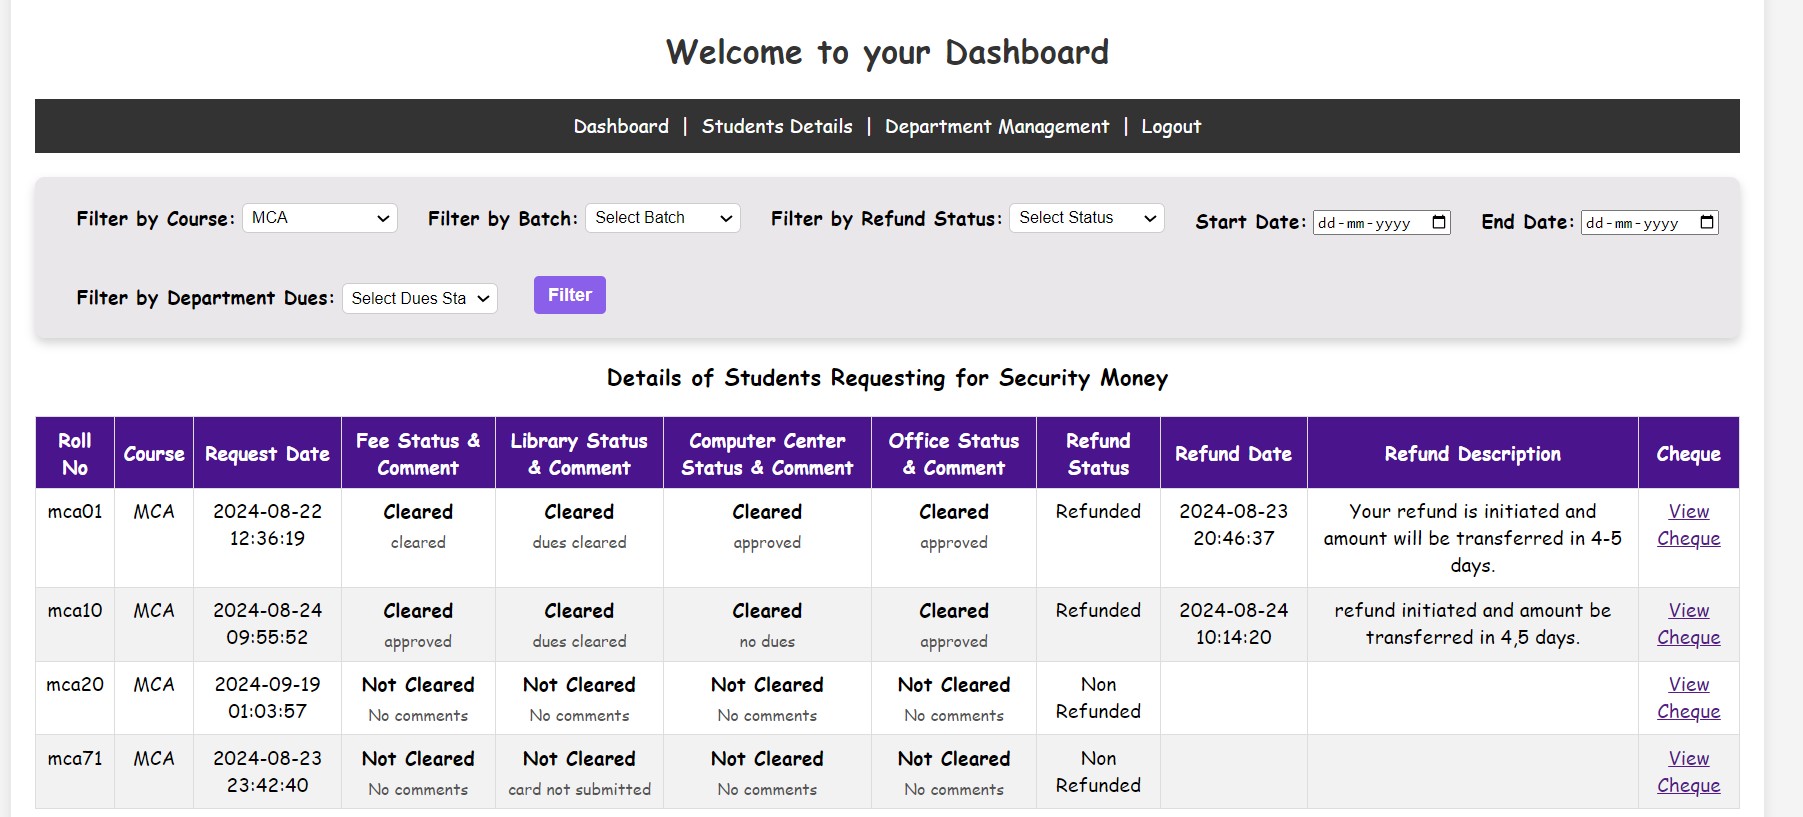 Welcome to your Dashboard
Dashboard | Students Details | Department Management | Logout
Filter by Course: MCA Filter by Batch: Select Batch Filter by Refund Status: Select Status Start Date: dd-mm-yyyy End Date: dd-mm-yyyy
Filter by Department Dues: Select Dues Sta Filter
Details of Students Requesting for Security Money
Roll No Course Request Date Fee Status & Comment Library Status & Comment Computer Center Status & Comment Office Status & Comment Refund Status Refund Date Refund Description Cheque
mca01 MCA 2024-08-22 12:36:19 Cleared cleared Cleared dues cleared Cleared approved Cleared approved Refunded 2024-08-23 20:46:37 Your refund is initiated and amount will be transferred in 4-5 days. View Cheque
mca10 MCA 2024-08-24 09:55:52 Cleared approved Cleared dues cleared Cleared no dues Cleared approved Refunded 2024-08-24 10:14:20 refund initiated and amount be transferred in 4,5 days. View Cheque
mca20 MCA 2024-09-19 01:03:57 Not Cleared No comments Not Cleared No comments Not Cleared No comments Not Cleared No comments Non Refunded View Cheque
mca71 MCA 2024-08-23 23:42:40 Not Cleared No comments Not Cleared card not submitted Not Cleared No comments Not Cleared No comments Non Refunded View Cheque